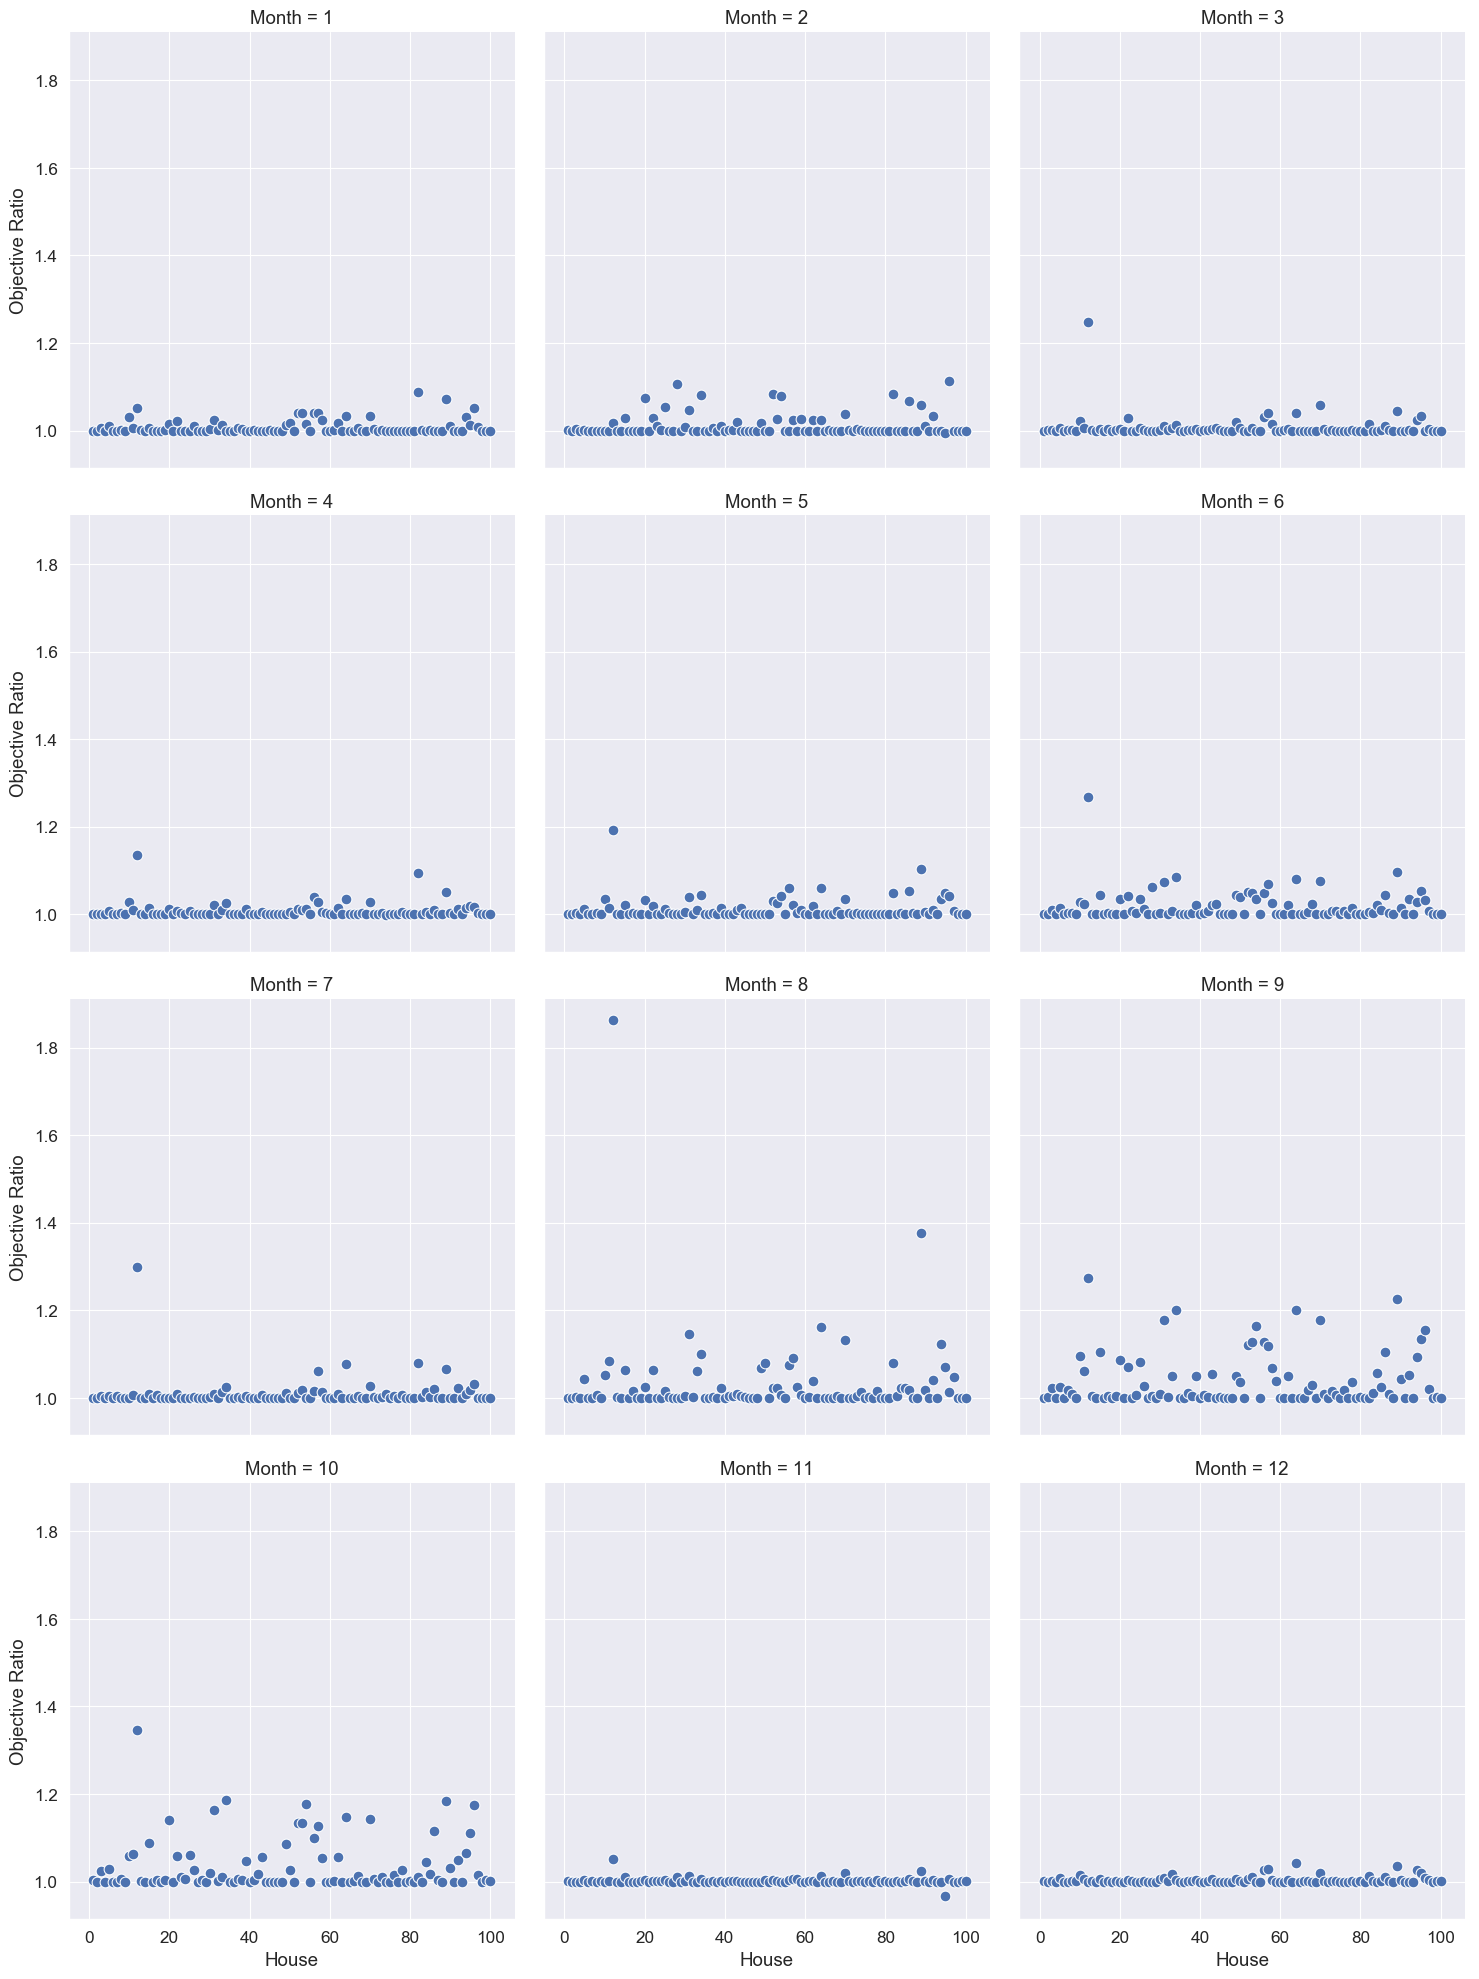 Month = 1
Month = 2
Month = 3
1.8
1.6
1.4
1.2
1.0
Objective Ratio
Month = 4
Month = 5
Month = 6
1.8
1.6
1.4
1.2
1.0
Objective Ratio
Month = 7
Month = 8
Month = 9
1.8
1.6
1.4
1.2
1.0
Objective Ratio
Month = 10
Month = 11
Month = 12
1.8
1.6
1.4
1.2
1.0
Objective Ratio
0 20 40 60 80 100
0 20 40 60 80 100
0 20 40 60 80 100
House
House
House